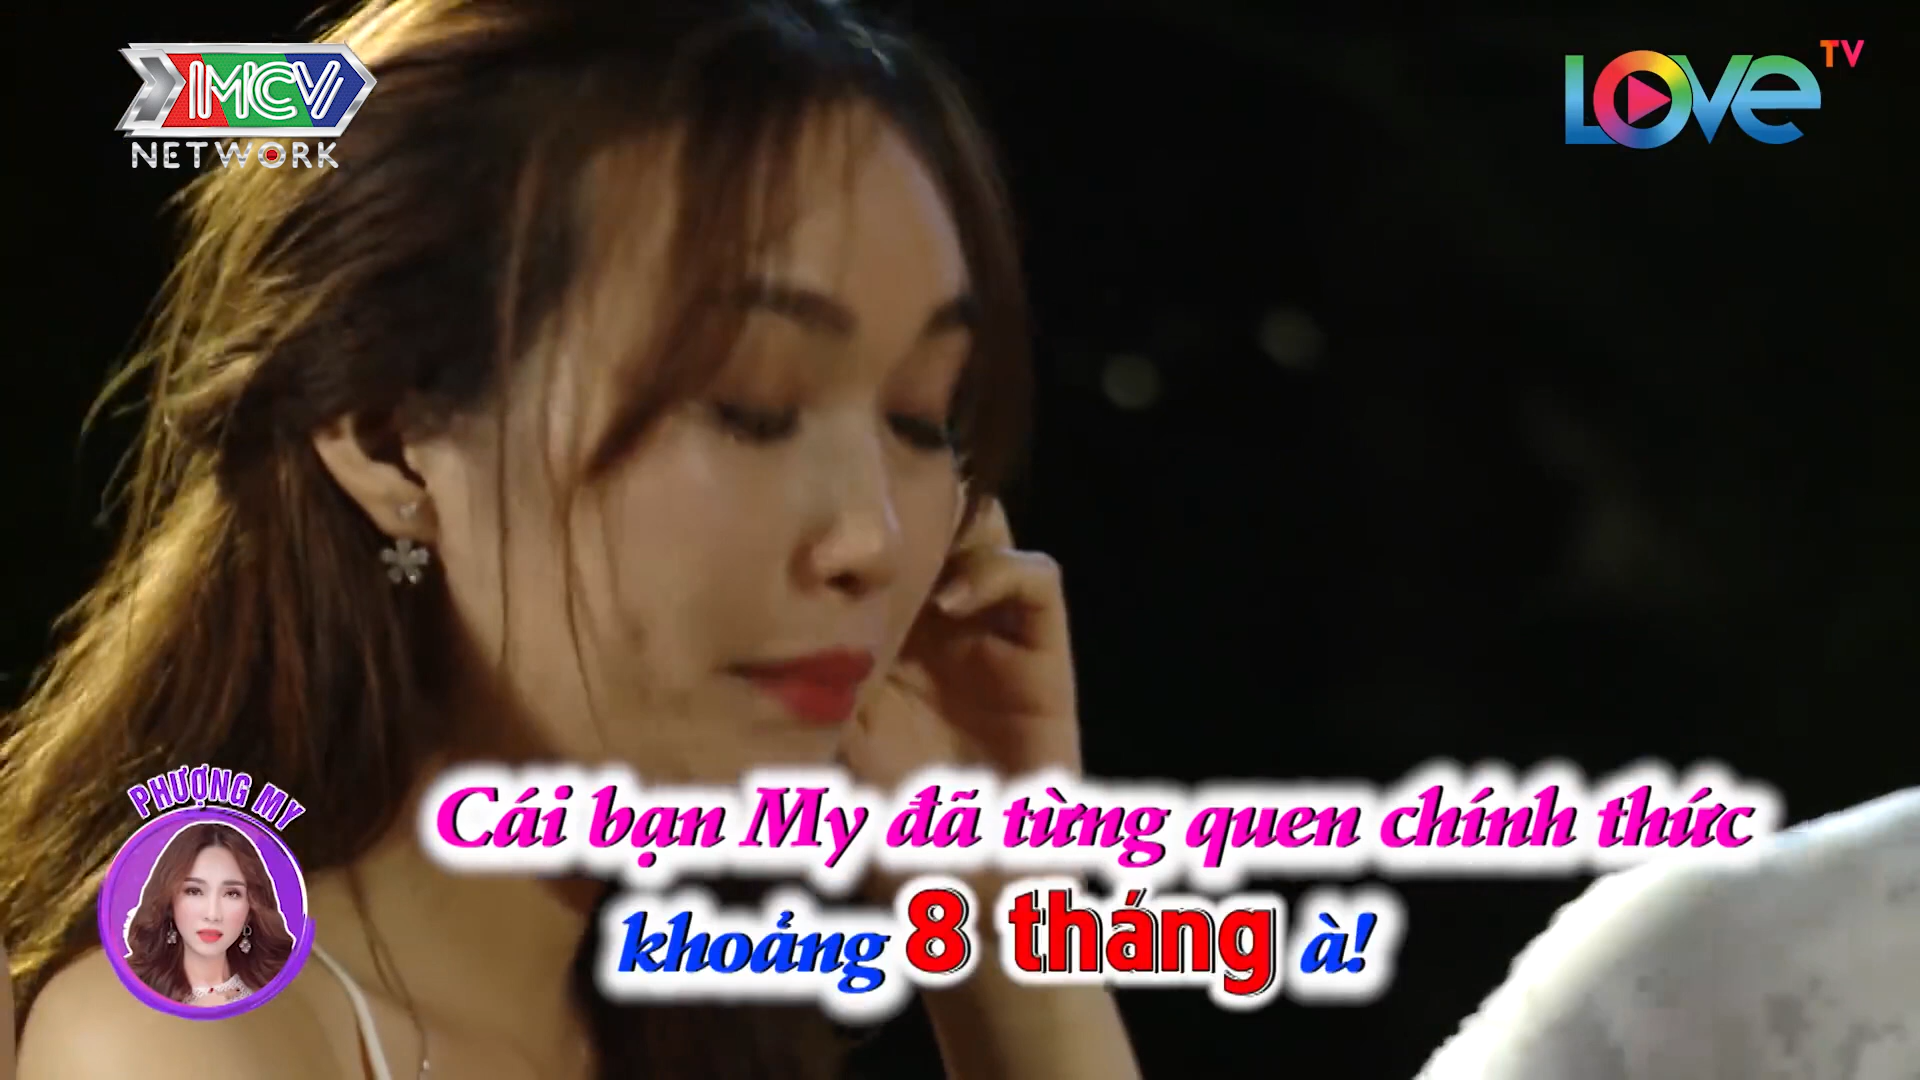 MCV
NETWORK
LOVE TV
PHƯỢNG MY
Cái bạn My đã từng quen chính thức
khoảng 8 tháng à!